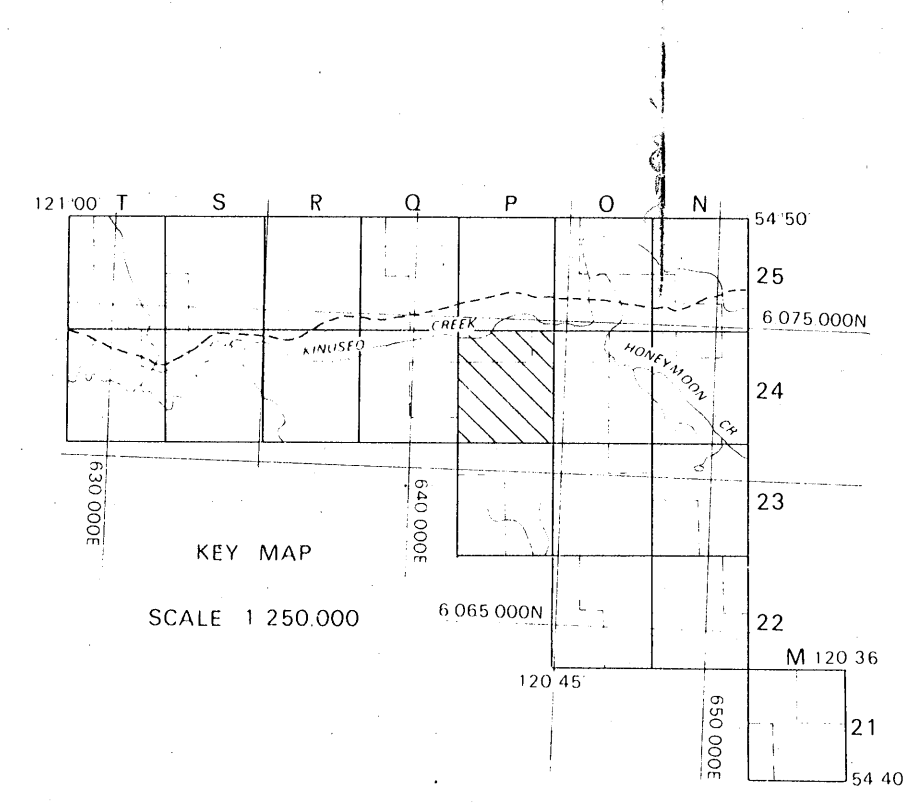 121°00' T S R Q P O N
54°50'
25
6 075 000N
KINUSEO CREEK
HONEYMOON CR
24
630 000E
640 000E
23
KEY MAP
SCALE 1 250,000
6 065 000N
22
M 120 36
120 45'
650 000E
21
54 40